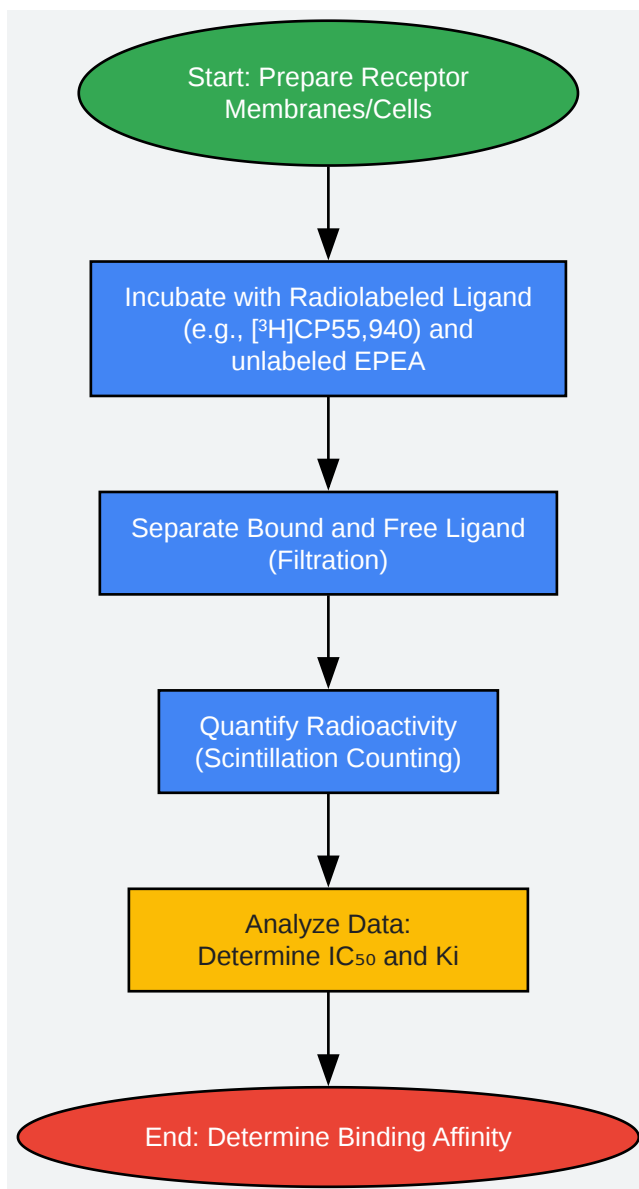 Start: Prepare Receptor
Membranes/Cells
Incubate with Radiolabeled Ligand
(e.g., [³H]CP55,940) and
unlabeled EPEA
Separate Bound and Free Ligand
(Filtration)
Quantify Radioactivity
(Scintillation Counting)
Analyze Data:
Determine IC₅₀ and Ki
End: Determine Binding Affinity